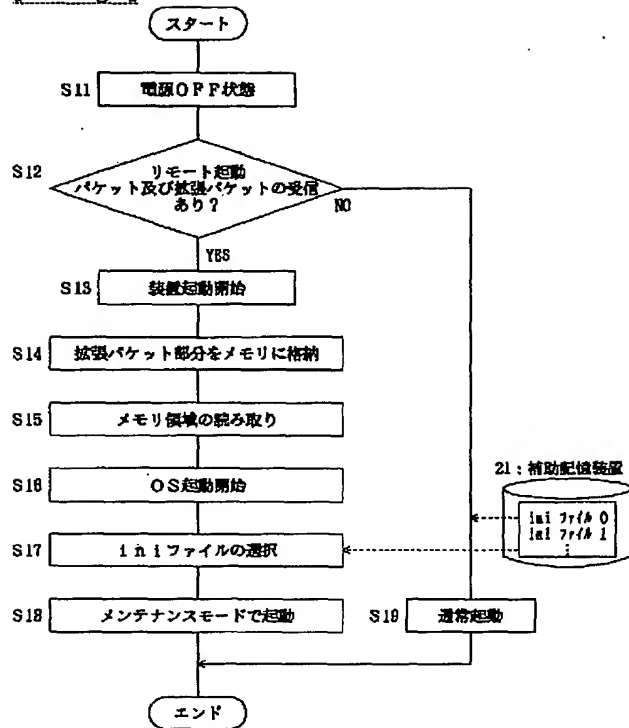 スタート
S11 電源OFF状態
S12 リモート起動
パケット及び拡張パケットの受信
あり?
NO
YES
S13 装置起動開始
S14 拡張パケット部分をメモリに格納
S15 メモリ領域の読み取り
21:補助記憶装置
S16 OS起動開始
ini ファイル 0
ini ファイル 1
⋮
S17 iniファイルの選択
S18 メンテナンスモードで起動
S19 通常起動
エンド